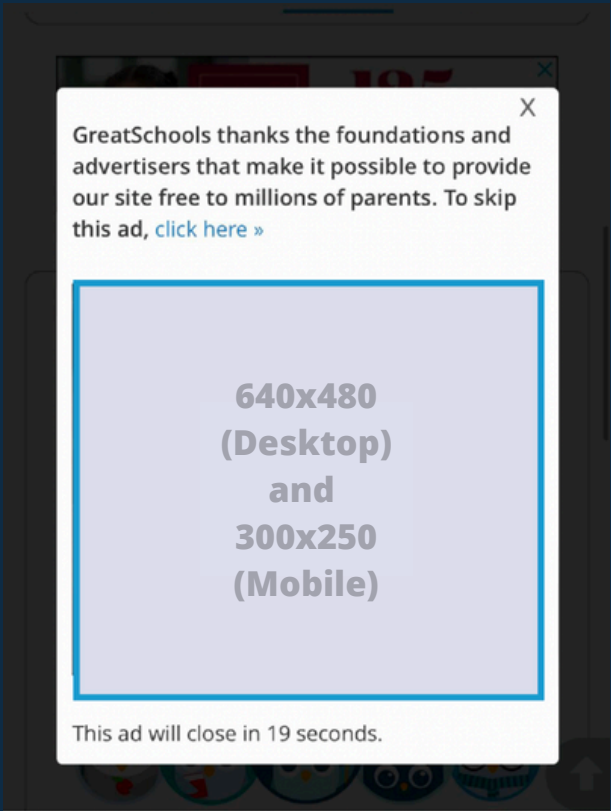 X
GreatSchools thanks the foundations and
advertisers that make it possible to provide
our site free to millions of parents. To skip
this ad, click here »
640x480
(Desktop)
and
300x250
(Mobile)
This ad will close in 19 seconds.